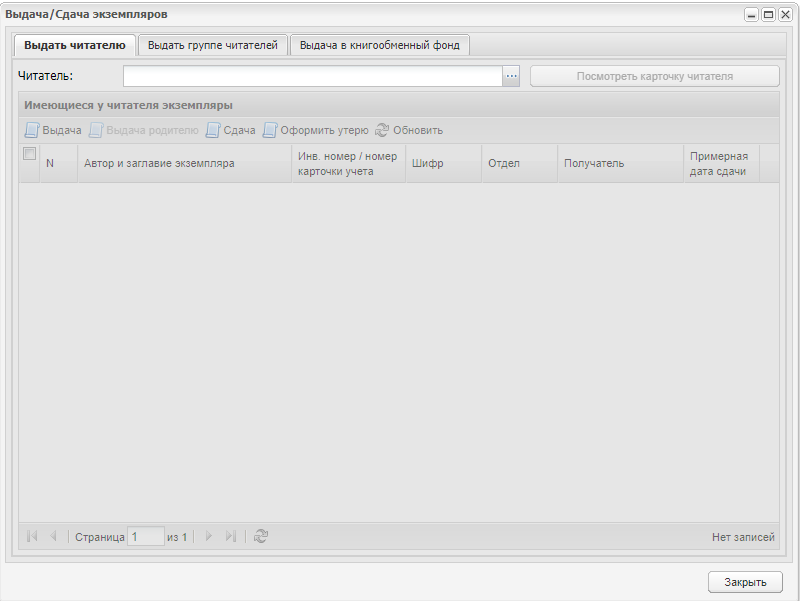 Выдача/Сдача экземпляров
Выдать читателю Выдать группе читателей Выдача в книгообменный фонд
Читатель: ... Посмотреть карточку читателя
Имеющиеся у читателя экземпляры
Выдача Выдача родителю Сдача Оформить утерю Обновить
N Автор и заглавие экземпляра Инв. номер / номер карточки учета Шифр Отдел Получатель Примерная дата сдачи
Страница 1 из 1 Нет записей
Закрыть